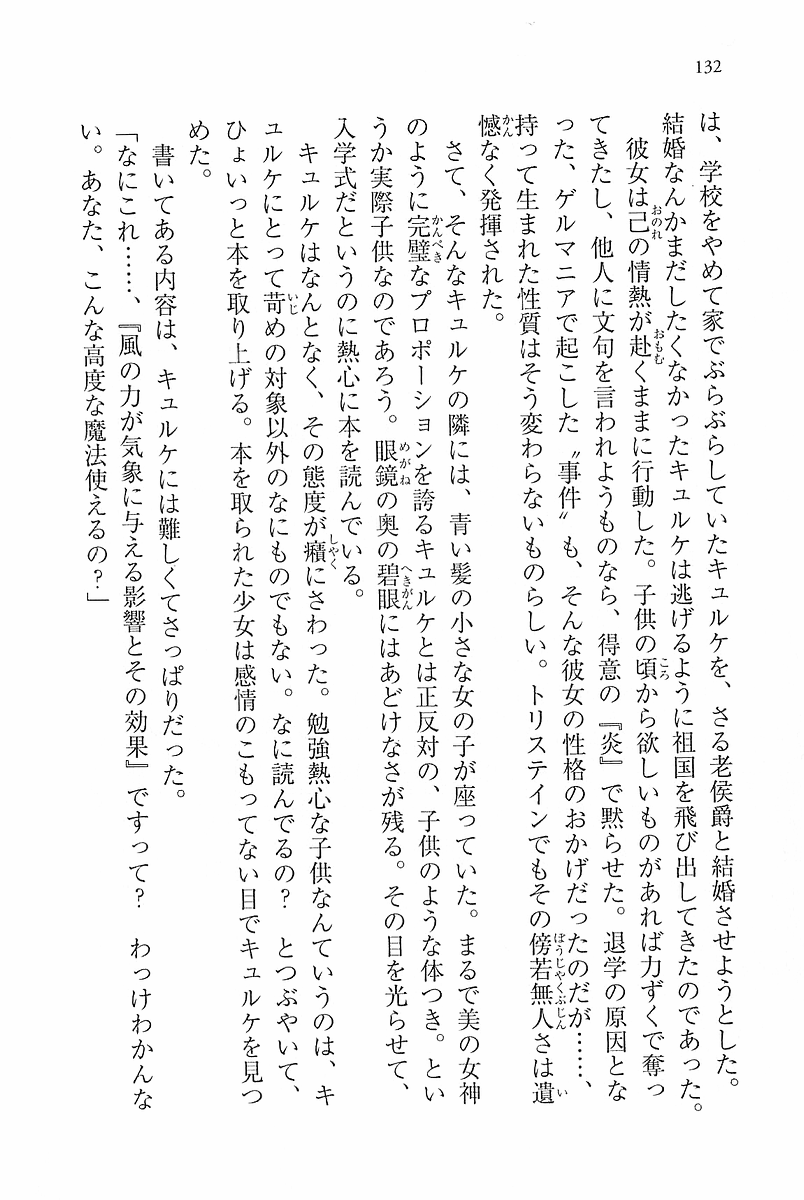 132
は、学校をやめて家でぶらぶらしていたキュルケを、さる老侯爵と結婚させようとした。
結婚なんかまだしたくなかったキュルケは逃げるように祖国を飛び出してきたのであった。
彼女は己の情熱が赴くままに行動した。子供の頃から欲しいものがあれば力ずくで奪っ
てきたし、他人に文句を言われようものなら、得意の『炎』で黙らせた。退学の原因とな
った、ゲルマニアで起こした〝事件〟も、そんな彼女の性格のおかげだったのだが……、
持って生まれた性質はそう変わらないものらしい。トリステインでもその傍若無人さは遺
憾なく発揮された。
さて、そんなキュルケの隣には、青い髪の小さな女の子が座っていた。まるで美の女神
のように完璧なプロポーションを誇るキュルケとは正反対の、子供のような体つき。とい
うか実際子供なのであろう。眼鏡の奥の碧眼にはあどけなさが残る。その目を光らせて、
入学式だというのに熱心に本を読んでいる。
キュルケはなんとなく、その態度が癪にさわった。勉強熱心な子供なんていうのは、キ
ュルケにとって苛めの対象以外のなにものでもない。なに読んでるの？　とつぶやいて、
ひょいっと本を取り上げる。本を取られた少女は感情のこもってない目でキュルケを見つ
めた。
書いてある内容は、キュルケには難しくてさっぱりだった。
「なにこれ……、『風の力が気象に与える影響とその効果』ですって？　わっけわかんな
い。あなた、こんな高度な魔法使えるの？」